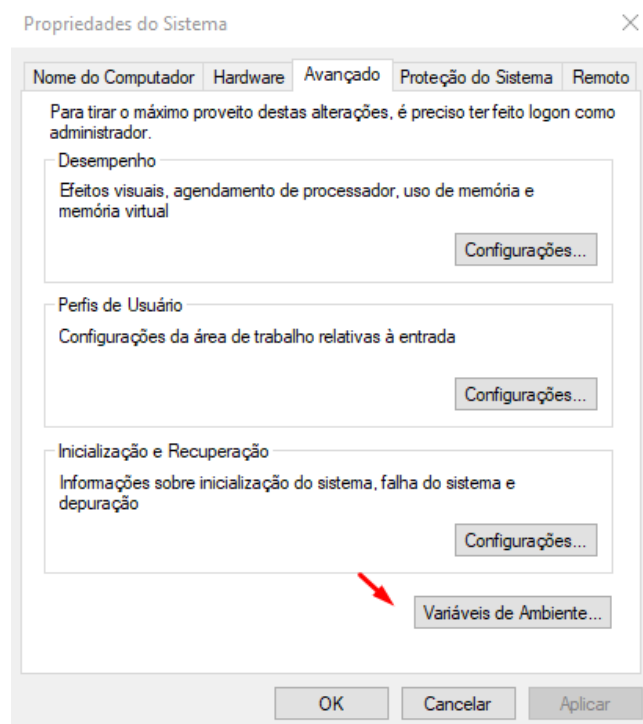 Propriedades do Sistema
Nome do Computador Hardware Avançado Proteção do Sistema Remoto
Para tirar o máximo proveito destas alterações, é preciso ter feito logon como
administrador.
Desempenho
Efeitos visuais, agendamento de processador, uso de memória e
memória virtual
Configurações...
Perfis de Usuário
Configurações da área de trabalho relativas à entrada
Configurações...
Inicialização e Recuperação
Informações sobre inicialização do sistema, falha do sistema e
depuração
Configurações...
Variáveis de Ambiente...
OK Cancelar Aplicar